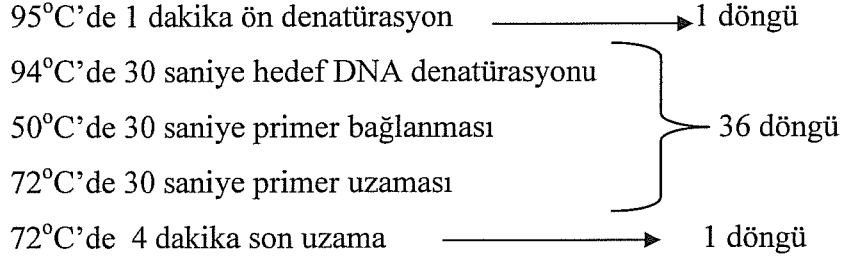 95°C’de 1 dakika ön denatürasyon 1 döngü
94°C’de 30 saniye hedef DNA denatürasyonu
50°C’de 30 saniye primer bağlanması 36 döngü
72°C’de 30 saniye primer uzaması
72°C’de 4 dakika son uzama 1 döngü